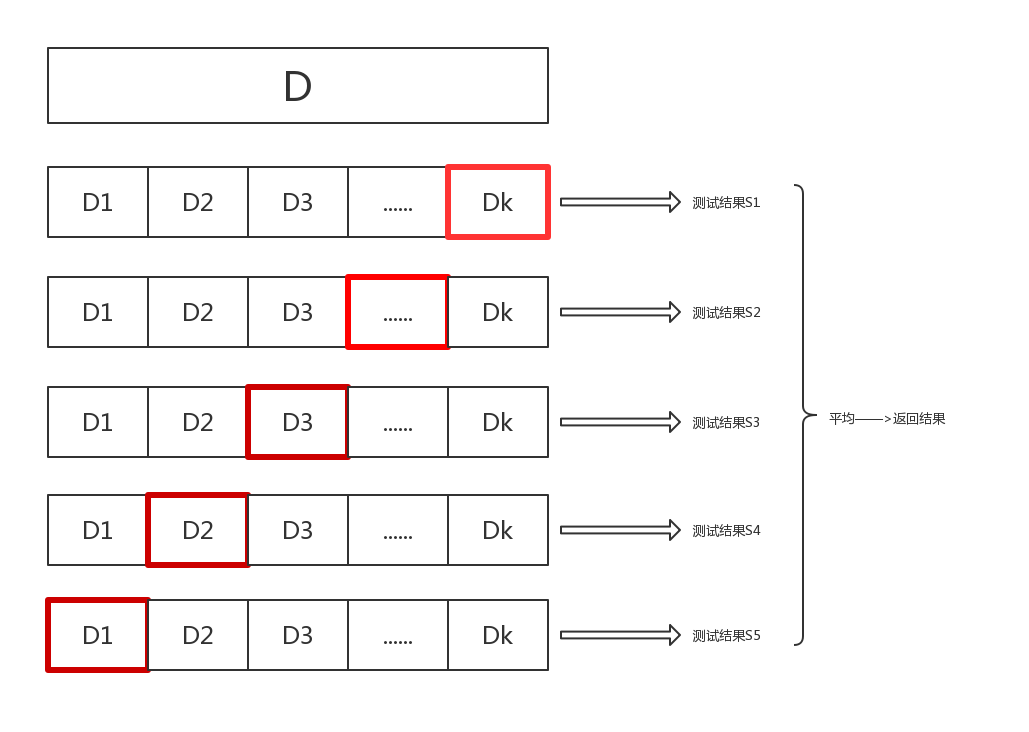 D
D1 D2 D3 ...... Dk 测试结果S1
D1 D2 D3 ...... Dk 测试结果S2
D1 D2 D3 ...... Dk 测试结果S3
平均——>返回结果
D1 D2 D3 ...... Dk 测试结果S4
D1 D2 D3 ...... Dk 测试结果S5